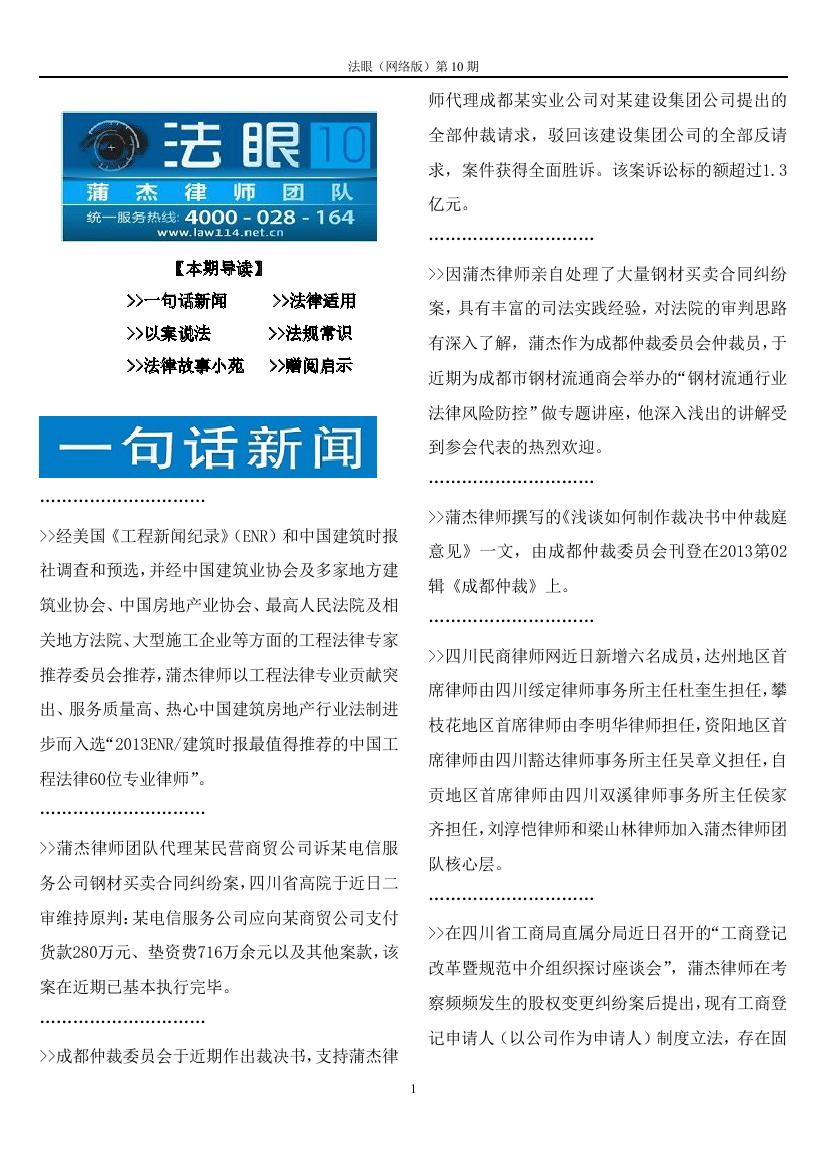 法眼（网络版）第 10 期
法 眼 10
蒲 杰 律 师 团 队
统一服务热线: 4000 - 028 - 164
www.law114.net.cn
【本期导读】
>>一句话新闻 >>法律适用
>>以案说法 >>法规常识
>>法律故事小苑 >>赠阅启示
一句话新闻
…………………………
>>经美国《工程新闻纪录》（ENR）和中国建筑时报
社调查和预选，并经中国建筑业协会及多家地方建
筑业协会、中国房地产业协会、最高人民法院及相
关地方法院、大型施工企业等方面的工程法律专家
推荐委员会推荐，蒲杰律师以工程法律专业贡献突
出、服务质量高、热心中国建筑房地产行业法制进
步而入选“2013ENR/建筑时报最值得推荐的中国工
程法律60位专业律师”。
…………………………
>>蒲杰律师团队代理某民营商贸公司诉某电信服
务公司钢材买卖合同纠纷案，四川省高院于近日二
审维持原判：某电信服务公司应向某商贸公司支付
货款280万元、垫资费716万余元以及其他案款，该
案在近期已基本执行完毕。
…………………………
>>成都仲裁委员会于近期作出裁决书，支持蒲杰律
师代理成都某实业公司对某建设集团公司提出的
全部仲裁请求，驳回该建设集团公司的全部反请
求，案件获得全面胜诉。该案诉讼标的额超过1.3
亿元。
…………………………
>>因蒲杰律师亲自处理了大量钢材买卖合同纠纷
案，具有丰富的司法实践经验，对法院的审判思路
有深入了解，蒲杰作为成都仲裁委员会仲裁员，于
近期为成都市钢材流通商会举办的“钢材流通行业
法律风险防控”做专题讲座，他深入浅出的讲解受
到参会代表的热烈欢迎。
…………………………
>>蒲杰律师撰写的《浅谈如何制作裁决书中仲裁庭
意见》一文，由成都仲裁委员会刊登在2013第02
辑《成都仲裁》上。
…………………………
>>四川民商律师网近日新增六名成员，达州地区首
席律师由四川绥定律师事务所主任杜奎生担任，攀
枝花地区首席律师由李明华律师担任，资阳地区首
席律师由四川豁达律师事务所主任吴章义担任，自
贡地区首席律师由四川双溪律师事务所主任侯家
齐担任，刘淳恺律师和梁山林律师加入蒲杰律师团
队核心层。
…………………………
>>在四川省工商局直属分局近日召开的“工商登记
改革暨规范中介组织探讨座谈会”，蒲杰律师在考
察频频发生的股权变更纠纷案后提出，现有工商登
记申请人（以公司作为申请人）制度立法，存在固
1